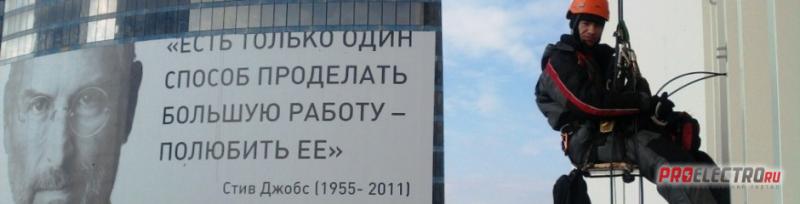 «ЕСТЬ ТОЛЬКО ОДИН
СПОСОБ ПРОДЕЛАТЬ
БОЛЬШУЮ РАБОТУ –
ПОЛЮБИТЬ ЕЕ»
Стив Джобс (1955- 2011)
PROELECTRO.RU